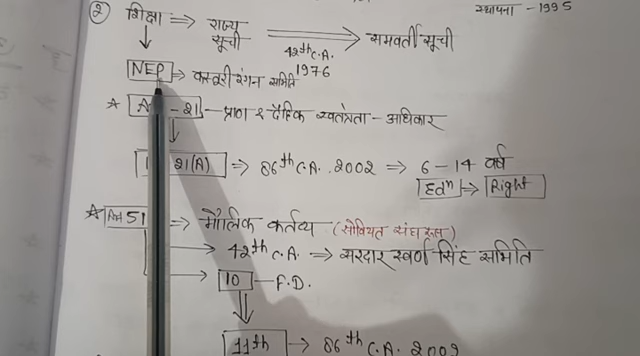 स्थापना - 1995
② शिक्षा ⇒ राज्य सूची ⇒ समवर्ती सूची
42th C.A. 1976
NEP ⇒ कस्तूरी रंगन समिति
A - 21 — प्राण & दैहिक स्वतंत्रता - अधिकार
21(A) ⇒ 86th C.A. 2002 ⇒ 6 - 14 वर्ष
Edn → Right
Art 51 ⇒ मौलिक कर्तव्य (सोवियत संघ रूस)
→ 42th C.A. ⇒ सरदार स्वर्ण सिंह समिति
→ 10 — F.D.
11th → 86th C.A. 2002